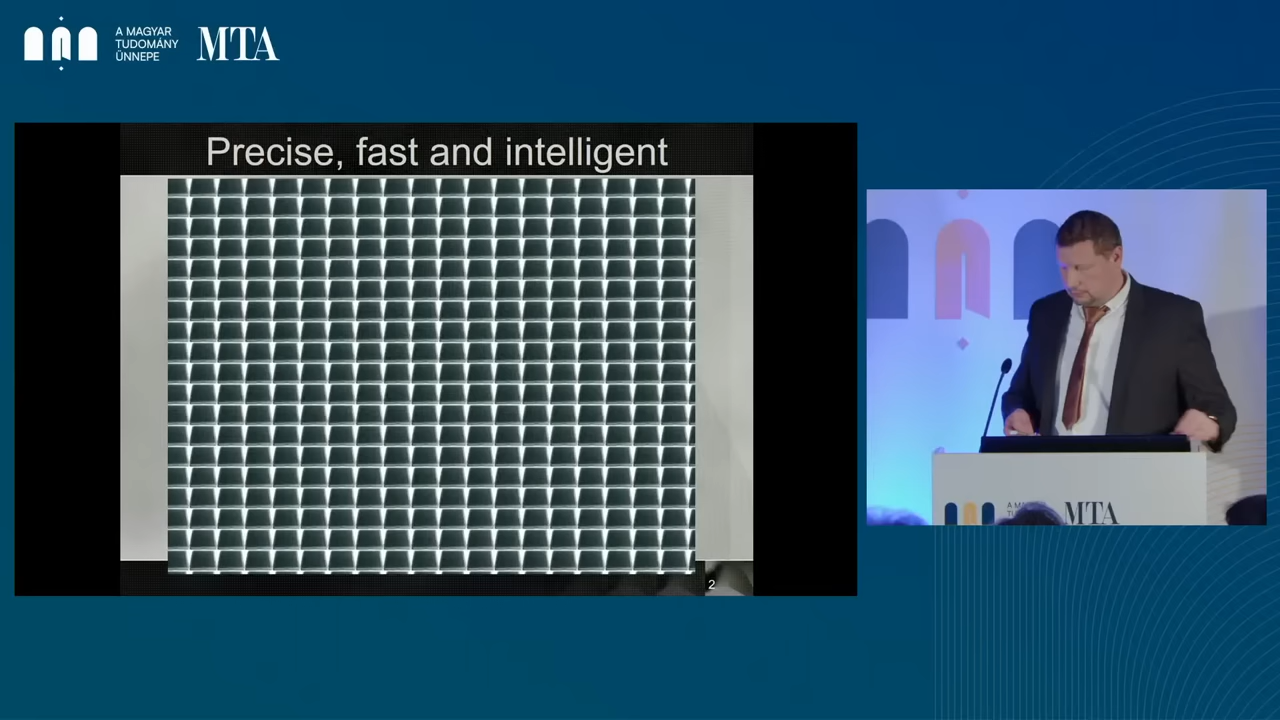 A MAGYAR
TUDOMÁNY
ÜNNEPE
MTA
Precise, fast and intelligent
2
MTA